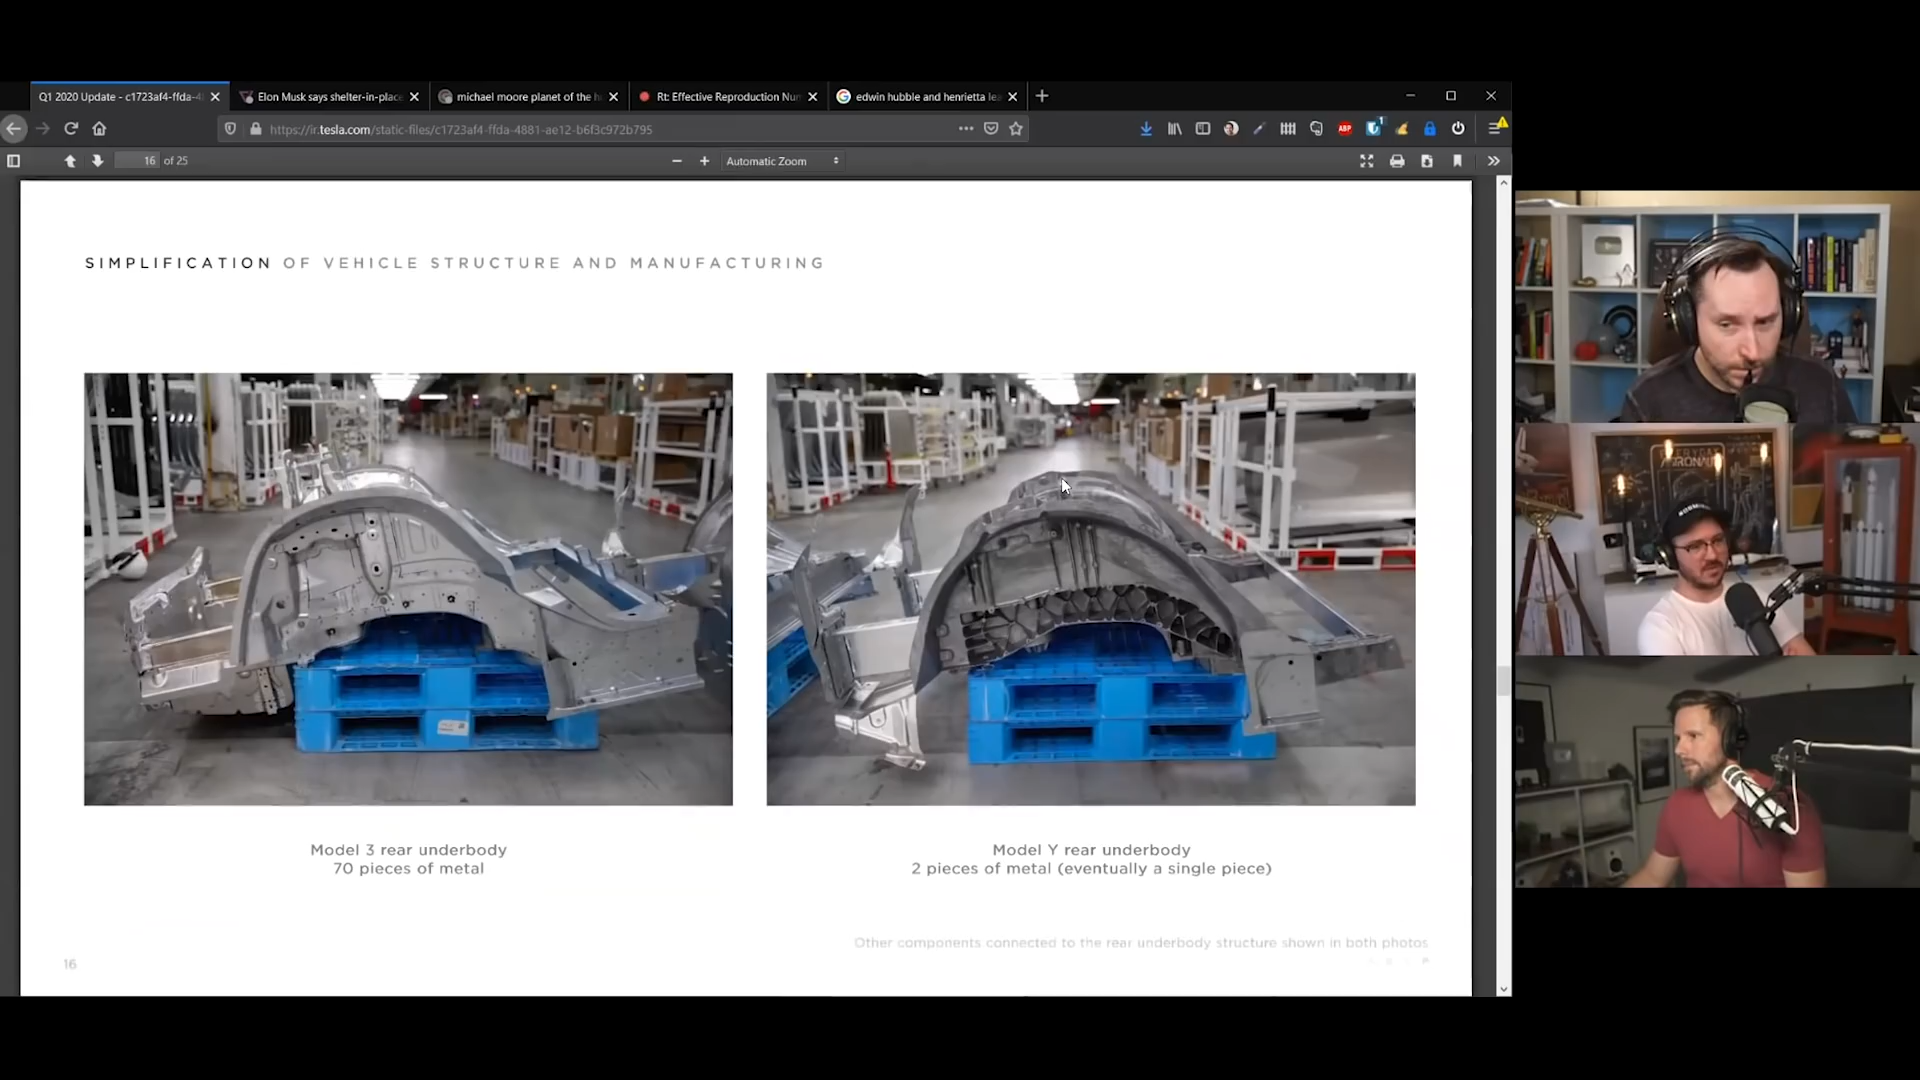 Q1 2020 Update - c1723af4-ffda-4
Elon Musk says shelter-in-place
michael moore planet of the h
Rt: Effective Reproduction Nu
edwin hubble and henrietta lea
https://ir.tesla.com/static-files/c1723af4-ffda-4881-ae12-b6f3c972b795
ABP
1
16 of 25
Automatic Zoom
SIMPLIFICATION OF VEHICLE STRUCTURE AND MANUFACTURING
Model 3 rear underbody
70 pieces of metal
Model Y rear underbody
2 pieces of metal (eventually a single piece)
Other components connected to the rear underbody structure shown in both photos
16